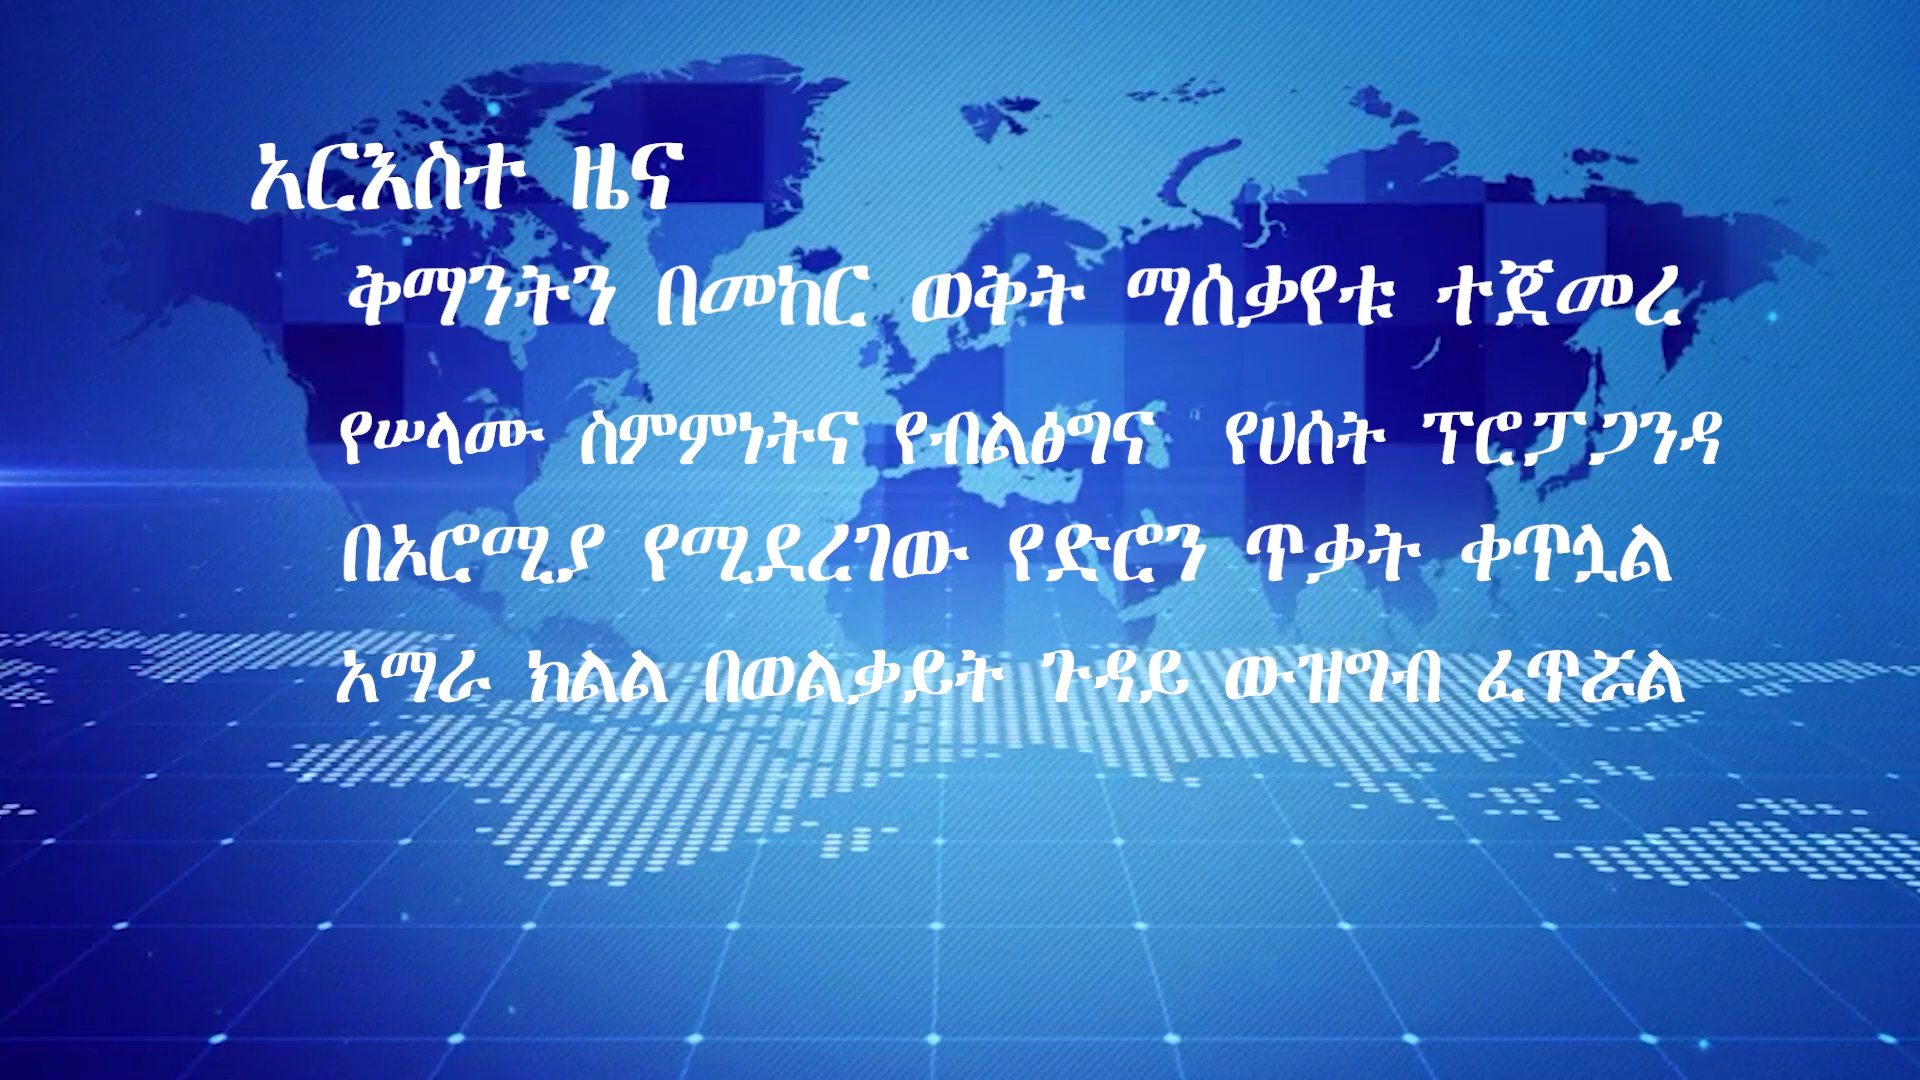 አርእስተ ዜና
ቅማንትን በመከር ወቅት ማሰቃየቱ ተጀመረ
የሠላሙ ስምምነትና የብልፅግና የሀሰት ፕሮፓጋንዳ
በኦሮሚያ የሚደረገው የድሮን ጥቃት ቀጥሏል
አማራ ክልል በወልቃይት ጉዳይ ውዝግብ ፈጥሯል